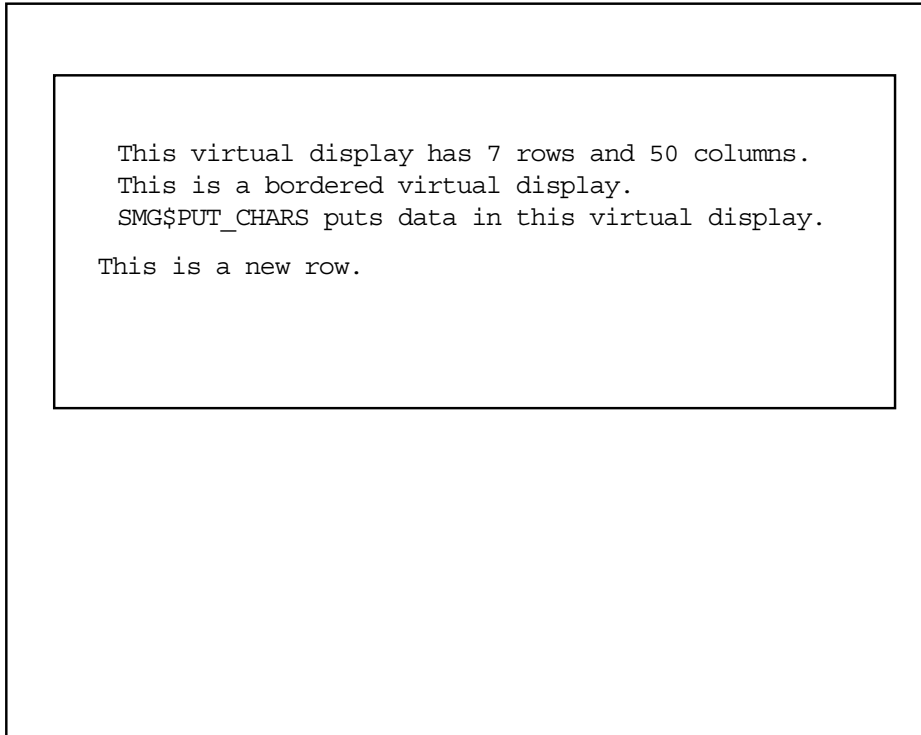 This virtual display has 7 rows and 50 columns.
This is a bordered virtual display.
SMG$PUT_CHARS puts data in this virtual display.
This is a new row.